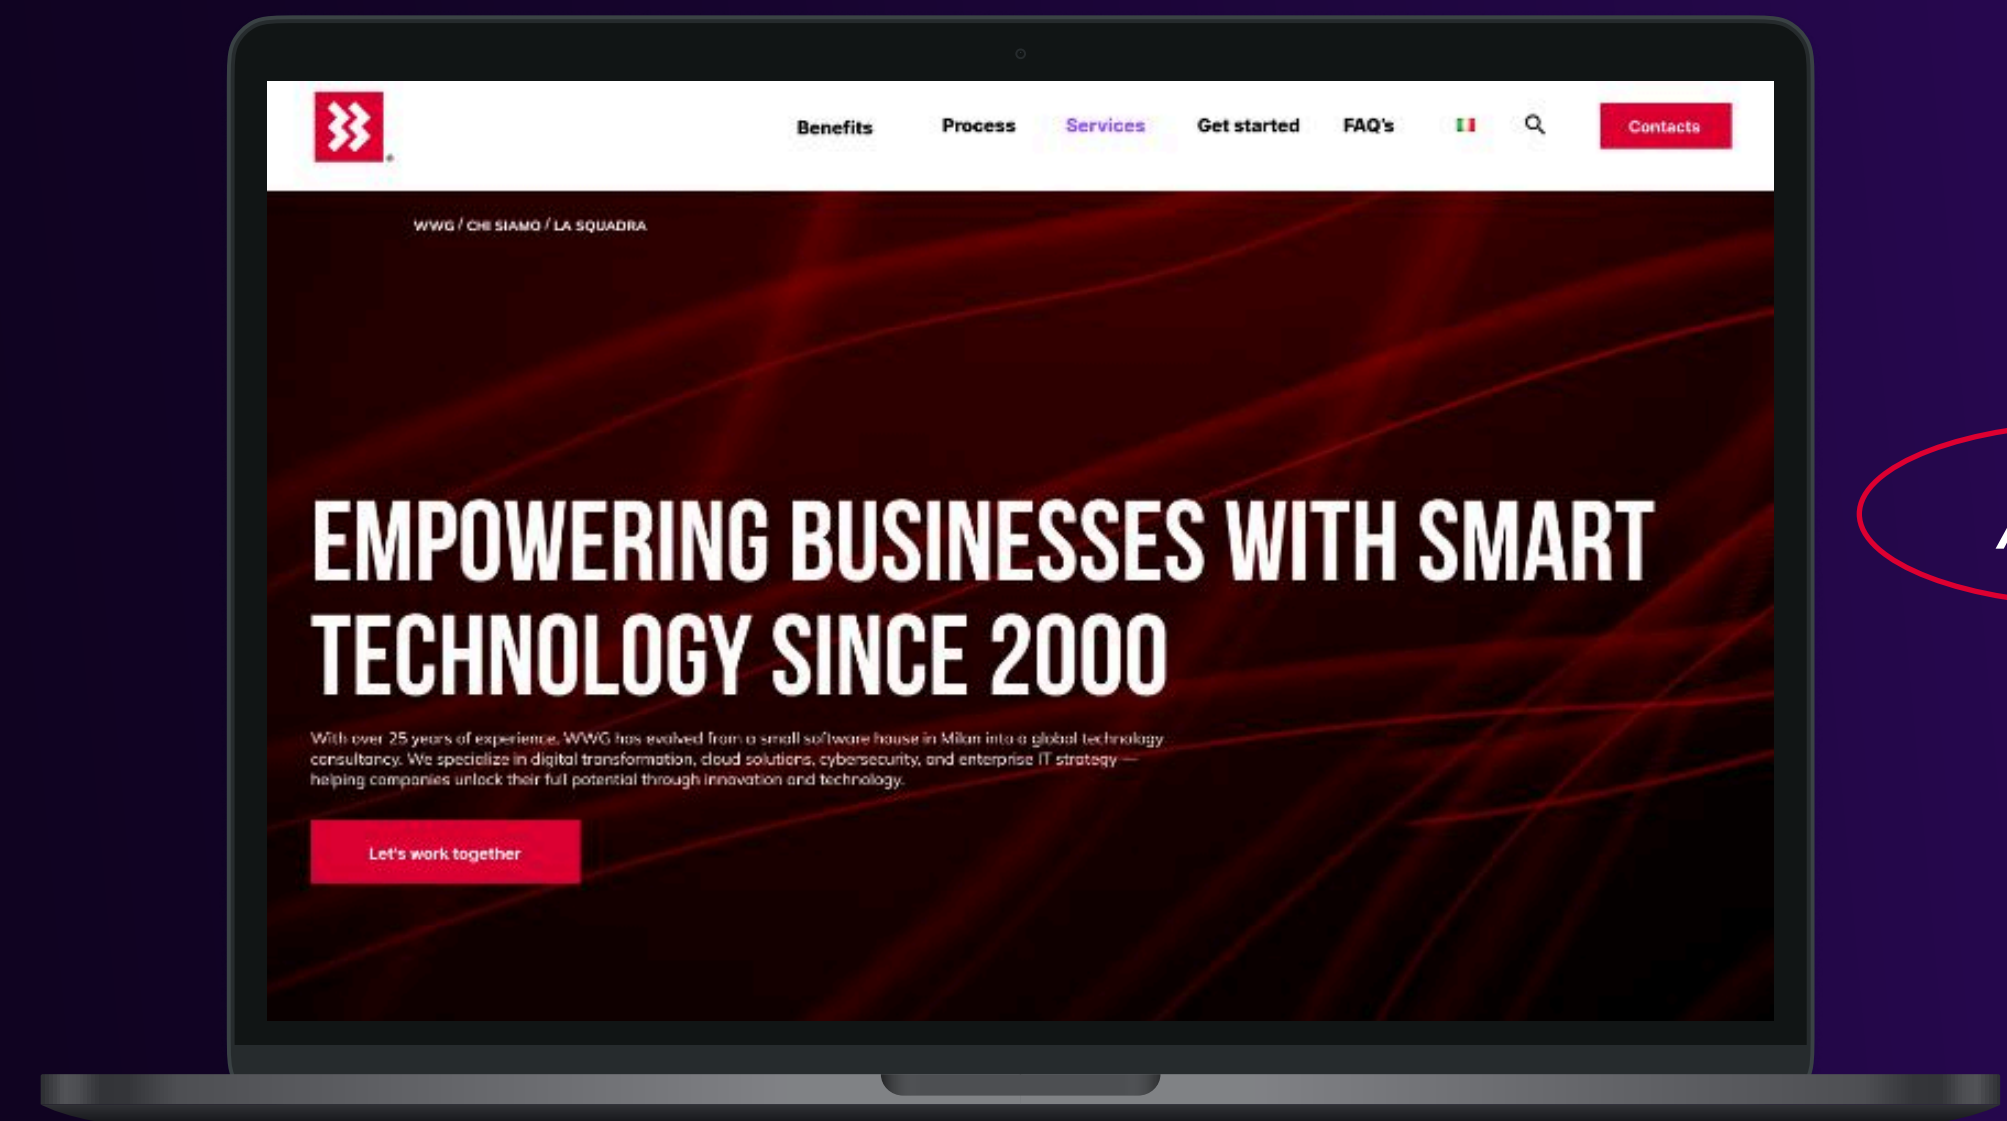 Benefits Process Services Get started FAQ's Contacts
WWG / CHI SIAMO / LA SQUADRA
EMPOWERING BUSINESSES WITH SMART
TECHNOLOGY SINCE 2000
With over 25 years of experience, WWG has evolved from a small software house in Milan into a global technology
consultancy. We specialize in digital transformation, cloud solutions, cybersecurity, and enterprise IT strategy —
helping companies unlock their full potential through innovation and technology.
Let's work together